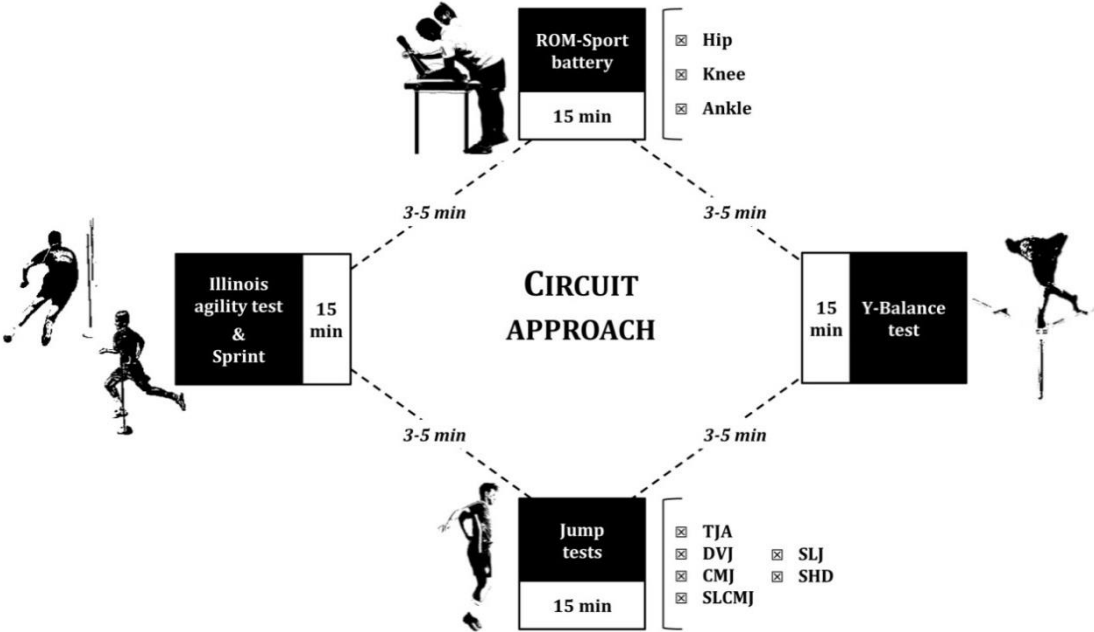 ROM-Sport
battery
15 min
☒ Hip
☒ Knee
☒ Ankle
3-5 min
3-5 min
Illinois
agility test
&
Sprint
15
min
CIRCUIT
APPROACH
15
min
Y-Balance
test
3-5 min
3-5 min
Jump
tests
15 min
☒ TJA
☒ DVJ ☒ SLJ
☒ CMJ ☒ SHD
☒ SLCMJ